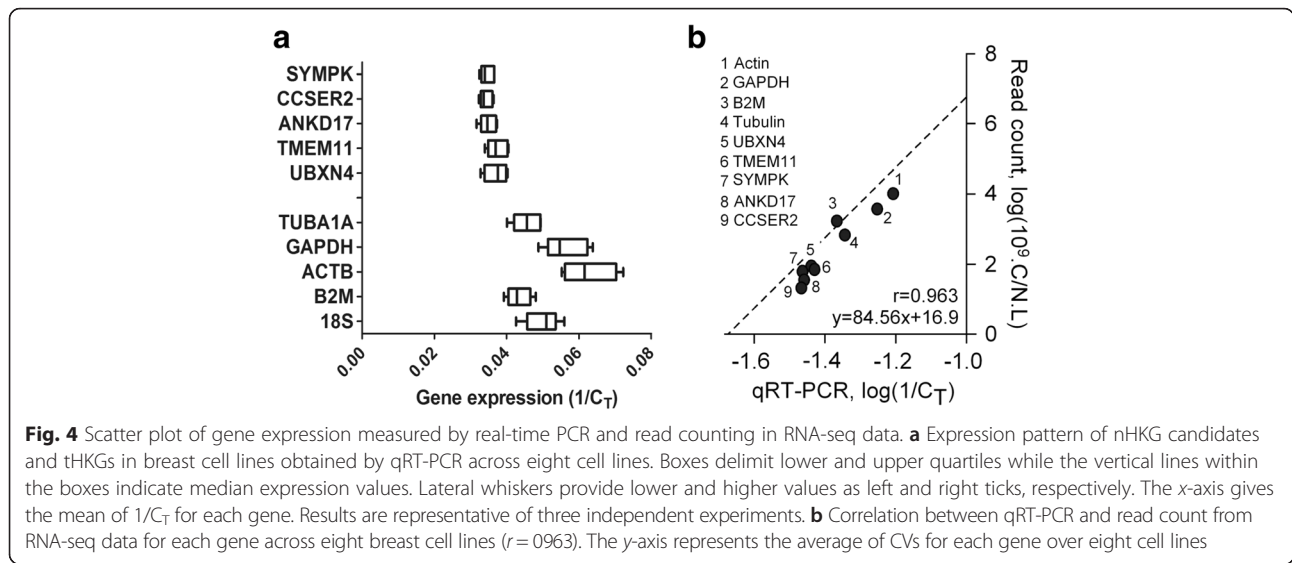 a
SYMPK
CCSER2
ANKD17
TMEM11
UBXN4
TUBA1A
GAPDH
ACTB
B2M
18S
0.00
0.02
0.04
0.06
0.08
Gene expression (1/CT)
b
1 Actin
2 GAPDH
3 B2M
4 Tubulin
5 UBXN4
6 TMEM11
7 SYMPK
8 ANKD17
9 CCSER2
1
2
3
4
5
6
7
8
9
r=0.963
y=84.56x+16.9
8
6
4
2
0
Read count, log(10⁹.C/N.L)
-1.6 -1.4 -1.2 -1.0
qRT-PCR, log(1/CT)
Fig. 4 Scatter plot of gene expression measured by real-time PCR and read counting in RNA-seq data. a Expression pattern of nHKG candidates
and tHKGs in breast cell lines obtained by qRT-PCR across eight cell lines. Boxes delimit lower and upper quartiles while the vertical lines within
the boxes indicate median expression values. Lateral whiskers provide lower and higher values as left and right ticks, respectively. The x-axis gives
the mean of 1/CT for each gene. Results are representative of three independent experiments. b Correlation between qRT-PCR and read count from
RNA-seq data for each gene across eight breast cell lines (r = 0963). The y-axis represents the average of CVs for each gene over eight cell lines